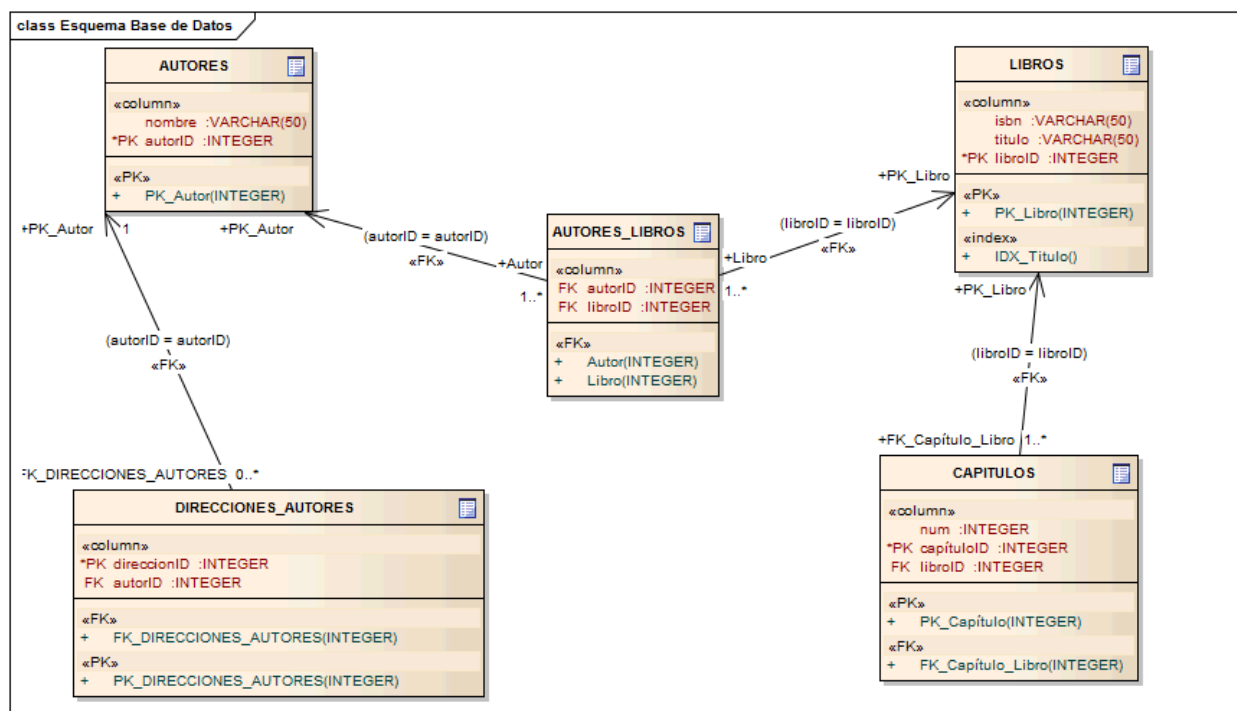 class Esquema Base de Datos
AUTORES
«column»
nombre :VARCHAR(50)
*PK autorID :INTEGER
«PK»
+ PK_Autor(INTEGER)
LIBROS
«column»
isbn :VARCHAR(50)
titulo :VARCHAR(50)
*PK libroID :INTEGER
«PK»
+ PK_Libro(INTEGER)
«index»
+ IDX_Titulo()
+PK_Autor
1
+PK_Autor
(autorID = autorID)
«FK»
+Autor
1..*
AUTORES_LIBROS
«column»
FK autorID :INTEGER
FK libroID :INTEGER
«FK»
+ Autor(INTEGER)
+ Libro(INTEGER)
+PK_Libro
(libroID = libroID)
«FK»
+Libro
1..*
+PK_Libro
(libroID = libroID)
«FK»
+FK_Capítulo_Libro 1..*
(autorID = autorID)
«FK»
FK_DIRECCIONES_AUTORES 0..*
DIRECCIONES_AUTORES
«column»
*PK direccionID :INTEGER
FK autorID :INTEGER
«FK»
+ FK_DIRECCIONES_AUTORES(INTEGER)
«PK»
+ PK_DIRECCIONES_AUTORES(INTEGER)
CAPITULOS
«column»
num :INTEGER
*PK capítuloID :INTEGER
FK libroID :INTEGER
«PK»
+ PK_Capítulo(INTEGER)
«FK»
+ FK_Capítulo_Libro(INTEGER)